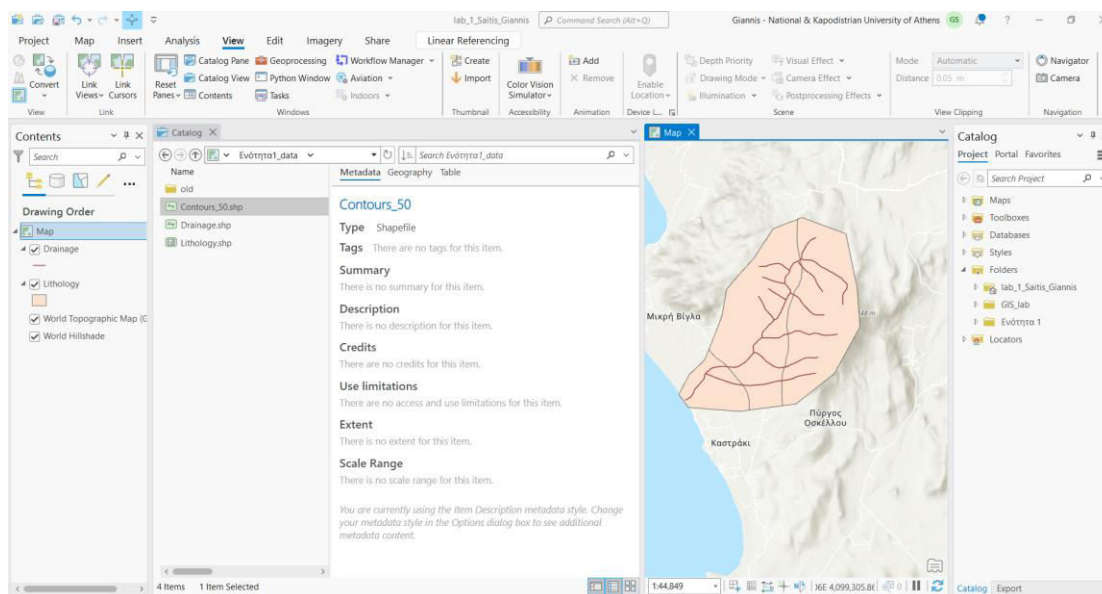 lab_1_Saitis_Giannis
Command Search (Alt+Q)
Giannis - National & Kapodistrian University of Athens
GS
?
Project Map Insert Analysis View Edit Imagery Share Linear Referencing
Convert
Link Views
Link Cursors
Reset Panes
Catalog Pane
Geoprocessing
Workflow Manager
Catalog View
Python Window
Aviation
Contents
Tasks
Indoors
Create
Import
Color Vision Simulator
Add
Remove
Enable Location
Depth Priority
Visual Effect
Drawing Mode
Camera Effect
Illumination
Postprocessing Effects
Mode Automatic
Distance 0.05 m
Navigator
Camera
View Link Windows Thumbnail Accessibility Animation Device L... Scene View Clipping Navigation
Contents
Search
Drawing Order
Map
Drainage
Lithology
World Topographic Map (E
World Hillshade
Catalog
Ενότητα1_data
Search Ενότητα1_data
Name
old
Contours_50.shp
Drainage.shp
Lithology.shp
Metadata Geography Table
Contours_50
Type Shapefile
Tags There are no tags for this item.
Summary
There is no summary for this item.
Description
There is no description for this item.
Credits
There are no credits for this item.
Use limitations
There are no access and use limitations for this item.
Extent
There is no extent for this item.
Scale Range
There is no scale range for this item.
You are currently using the Item Description metadata style. Change
your metadata style in the Options dialog box to see additional
metadata content.
4 Items 1 Item Selected
Map
Μικρή Βίγλα
Πύργος
Οσκέλλου
Καστράκι
1:44,849
Catalog
Project Portal Favorites
Search Project
Maps
Toolboxes
Databases
Styles
Folders
lab_1_Saitis_Giannis
GIS_lab
Ενότητα 1
Locators
Catalog Export